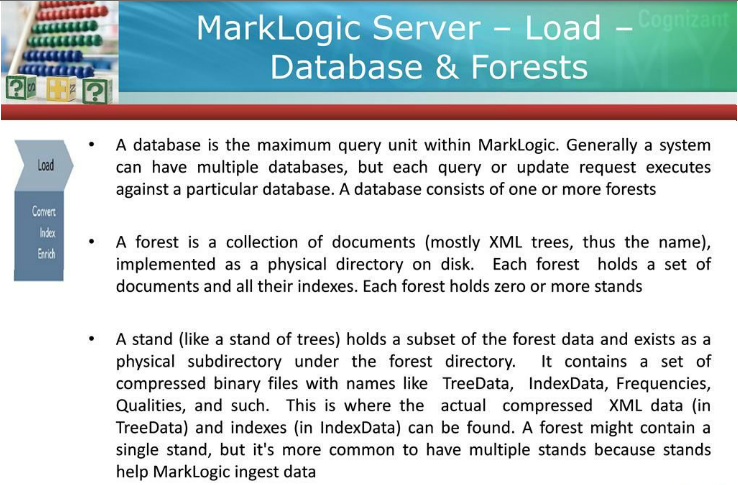 MarkLogic Server – Load –
Cognizant
Database & Forests
Load
Convert
Index
Enrich
• A database is the maximum query unit within MarkLogic. Generally a system
can have multiple databases, but each query or update request executes
against a particular database. A database consists of one or more forests
• A forest is a collection of documents (mostly XML trees, thus the name),
implemented as a physical directory on disk. Each forest holds a set of
documents and all their indexes. Each forest holds zero or more stands
• A stand (like a stand of trees) holds a subset of the forest data and exists as a
physical subdirectory under the forest directory. It contains a set of
compressed binary files with names like TreeData, IndexData, Frequencies,
Qualities, and such. This is where the actual compressed XML data (in
TreeData) and indexes (in IndexData) can be found. A forest might contain a
single stand, but it's more common to have multiple stands because stands
help MarkLogic ingest data